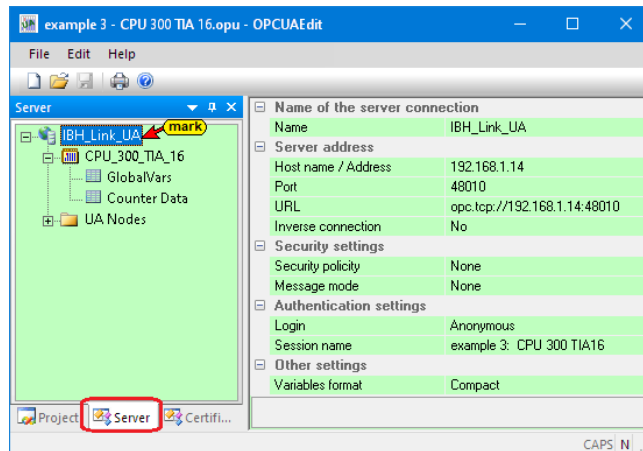 example 3 - CPU 300 TIA 16.opu - OPCUAEdit
File Edit Help
Server
IBH_Link_UA mark
CPU_300_TIA_16
GlobalVars
Counter Data
UA Nodes
Project Server Certifi...
Name of the server connection
Name IBH_Link_UA
Server address
Host name / Address 192.168.1.14
Port 48010
URL opc.tcp://192.168.1.14:48010
Inverse connection No
Security settings
Security policity None
Message mode None
Authentication settings
Login Anonymous
Session name example 3: CPU 300 TIA16
Other settings
Variables format Compact
CAPS N